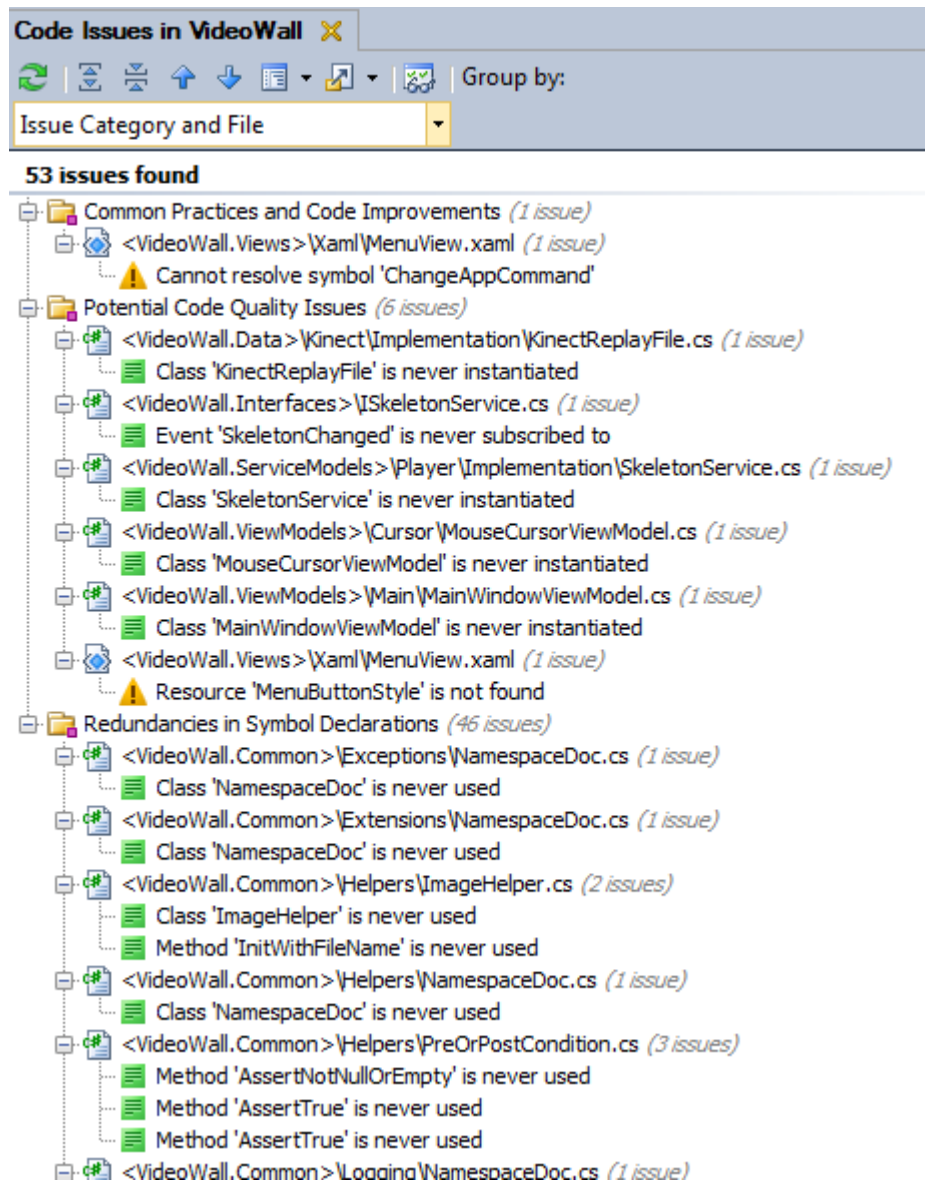 Code Issues in VideoWall
Group by:
Issue Category and File
53 issues found
Common Practices and Code Improvements (1 issue)
<VideoWall.Views>\Xaml\MenuView.xaml (1 issue)
Cannot resolve symbol 'ChangeAppCommand'
Potential Code Quality Issues (6 issues)
<VideoWall.Data>\Kinect\Implementation\KinectReplayFile.cs (1 issue)
Class 'KinectReplayFile' is never instantiated
<VideoWall.Interfaces>\ISkeletonService.cs (1 issue)
Event 'SkeletonChanged' is never subscribed to
<VideoWall.ServiceModels>\Player\Implementation\SkeletonService.cs (1 issue)
Class 'SkeletonService' is never instantiated
<VideoWall.ViewModels>\Cursor\MouseCursorViewModel.cs (1 issue)
Class 'MouseCursorViewModel' is never instantiated
<VideoWall.ViewModels>\Main\MainWindowViewModel.cs (1 issue)
Class 'MainWindowViewModel' is never instantiated
<VideoWall.Views>\Xaml\MenuView.xaml (1 issue)
Resource 'MenuButtonStyle' is not found
Redundancies in Symbol Declarations (46 issues)
<VideoWall.Common>\Exceptions\NamespaceDoc.cs (1 issue)
Class 'NamespaceDoc' is never used
<VideoWall.Common>\Extensions\NamespaceDoc.cs (1 issue)
Class 'NamespaceDoc' is never used
<VideoWall.Common>\Helpers\ImageHelper.cs (2 issues)
Class 'ImageHelper' is never used
Method 'InitWithFileName' is never used
<VideoWall.Common>\Helpers\NamespaceDoc.cs (1 issue)
Class 'NamespaceDoc' is never used
<VideoWall.Common>\Helpers\PreOrPostCondition.cs (3 issues)
Method 'AssertNotNullOrEmpty' is never used
Method 'AssertTrue' is never used
Method 'AssertTrue' is never used
<VideoWall.Common>\Logging\NamespaceDoc.cs (1 issue)